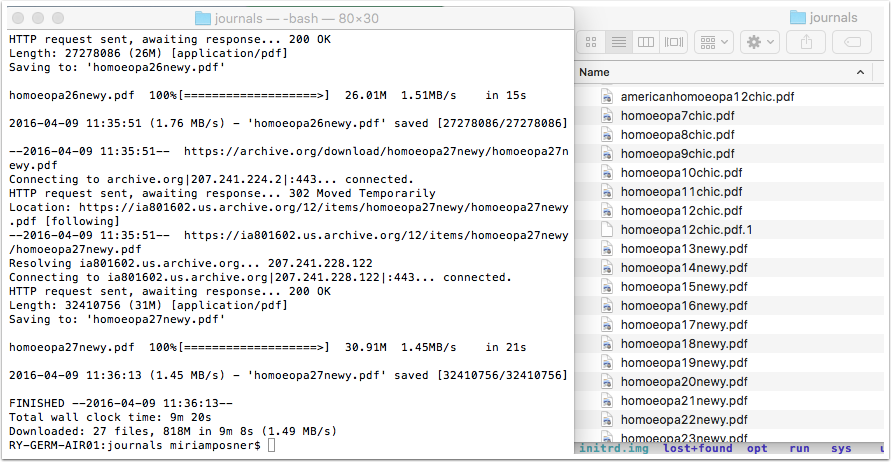 journals — -bash — 80×30
HTTP request sent, awaiting response... 200 OK
Length: 27278086 (26M) [application/pdf]
Saving to: 'homoeopa26newy.pdf'
homoeopa26newy.pdf  100%[===================>]  26.01M  1.51MB/s    in 15s
2016-04-09 11:35:51 (1.76 MB/s) - 'homoeopa26newy.pdf' saved [27278086/27278086]
--2016-04-09 11:35:51--  https://archive.org/download/homoeopa27newy/homoeopa27n
ewy.pdf
Connecting to archive.org|207.241.224.2|:443... connected.
HTTP request sent, awaiting response... 302 Moved Temporarily
Location: https://ia801602.us.archive.org/12/items/homoeopa27newy/homoeopa27newy
.pdf [following]
--2016-04-09 11:35:51--  https://ia801602.us.archive.org/12/items/homoeopa27newy
/homoeopa27newy.pdf
Resolving ia801602.us.archive.org... 207.241.228.122
Connecting to ia801602.us.archive.org|207.241.228.122|:443... connected.
HTTP request sent, awaiting response... 200 OK
Length: 32410756 (31M) [application/pdf]
Saving to: 'homoeopa27newy.pdf'
homoeopa27newy.pdf  100%[===================>]  30.91M  1.45MB/s    in 21s
2016-04-09 11:36:13 (1.45 MB/s) - 'homoeopa27newy.pdf' saved [32410756/32410756]
FINISHED --2016-04-09 11:36:13--
Total wall clock time: 9m 20s
Downloaded: 27 files, 818M in 9m 8s (1.49 MB/s)
RY-GERM-AIR01:journals miriamposner$
journals
Name
americanhomoeopa12chic.pdf
homoeopa7chic.pdf
homoeopa8chic.pdf
homoeopa9chic.pdf
homoeopa10chic.pdf
homoeopa11chic.pdf
homoeopa12chic.pdf
homoeopa12chic.pdf.1
homoeopa13newy.pdf
homoeopa14newy.pdf
homoeopa15newy.pdf
homoeopa16newy.pdf
homoeopa17newy.pdf
homoeopa18newy.pdf
homoeopa19newy.pdf
homoeopa20newy.pdf
homoeopa21newy.pdf
homoeopa22newy.pdf
homoeopa23newy.pdf
initrd.img  lost+found  opt   run   sys   u